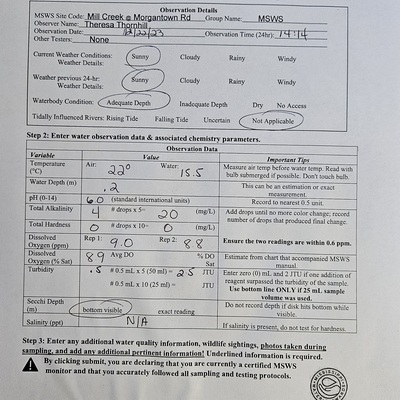 Observation Details
MSWS Site Code: Mill Creek @ Morgantown Rd Group Name: MSWS
Observer Name: Theresa Thornhill
Observation Date: 12/22/23 Observation Time (24hr): 1414
Other Testers: None
Current Weather Conditions: Sunny Cloudy Rainy Windy
Weather Details:
Weather previous 24-hr: Sunny Cloudy Rainy Windy
Weather Details:
Waterbody Condition: Adequate Depth Inadequate Depth Dry No Access
Tidally Influenced Rivers: Rising Tide Falling Tide Uncertain Not Applicable
Step 2: Enter water observation data & associated chemistry parameters.
Observation Data
Variable Value Important Tips
Temperature (°C) Air: 22° Water: 15.5 Measure air temp before water temp. Read with bulb submerged if possible. Don't touch bulb.
Water Depth (m) .2 This can be an estimation or exact measurement.
pH (0-14) 6.0 (standard international units) Record to nearest 0.5 unit.
Total Alkalinity 4 # drops x 5= 20 (mg/L) Add drops until no more color change; record number of drops that produced final change.
Total Hardness 0 # drops x 10= 0 (mg/L)
Dissolved Oxygen (ppm) Rep 1: 9.0 Rep 2: 8.8 Ensure the two readings are within 0.6 ppm.
Dissolved Oxygen (% Sat) 89 Avg DO % DO Sat Estimate from chart that accompanied MSWS manual.
Turbidity .5 # 0.5 mL x 5 (50 ml) = 2.5 JTU Enter zero (0) mL and 2 JTU if one addition of reagent surpassed the turbidity of the sample.
# 0.5 mL x 10 (25 ml) = JTU Use bottom line ONLY if 25 mL sample volume was used.
Secchi Depth (m) bottom visible exact reading Do not record depth if disk hits bottom while visible.
Salinity (ppt) N/A If salinity is present, do not test for hardness.
Step 3: Enter any additional water quality information, wildlife sightings, photos taken during
sampling, and add any additional pertinent information! Underlined information is required.
By clicking submit, you are declaring that you are currently a certified MSWS
monitor and that you accurately followed all sampling and testing protocols.